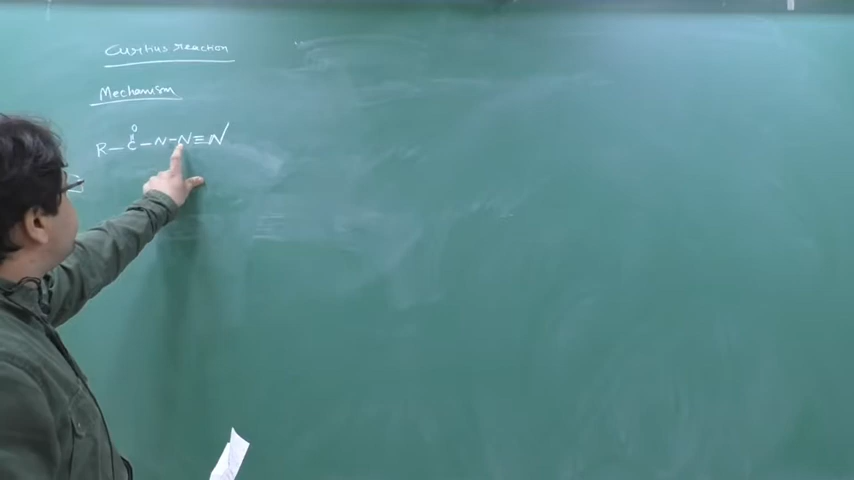 Curtius reaction
Mechanism
O
R — C — N — N ≡ N